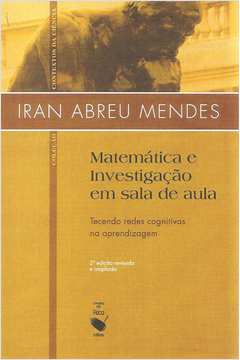 COLEÇÃO
CONTEXTOS DA CIÊNCIA
IRAN ABREU MENDES
Matemática e
Investigação
em sala de aula
Tecendo redes cognitivas
na aprendizagem
2ª edição revisada
e ampliada